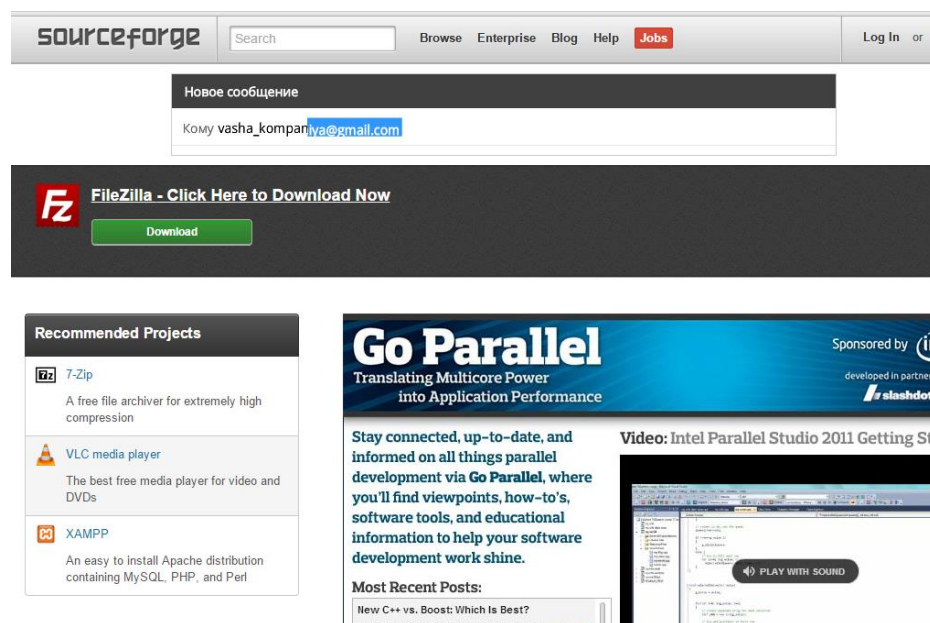 sourceforge
Search
Browse Enterprise Blog Help Jobs
Log In or
Новое сообщение
Кому vasha_kompaniya@gmail.com
FileZilla - Click Here to Download Now
Download
Recommended Projects
7-Zip
A free file archiver for extremely high
compression
VLC media player
The best free media player for video and
DVDs
XAMPP
An easy to install Apache distribution
containing MySQL, PHP, and Perl
Go Parallel
Translating Multicore Power
into Application Performance
Sponsored by
developed in partner
slashdot
Stay connected, up-to-date, and
informed on all things parallel
development via Go Parallel, where
you'll find viewpoints, how-to's,
software tools, and educational
information to help your software
development work shine.
Most Recent Posts:
New C++ vs. Boost: Which Is Best?
Video: Intel Parallel Studio 2011 Getting St
PLAY WITH SOUND